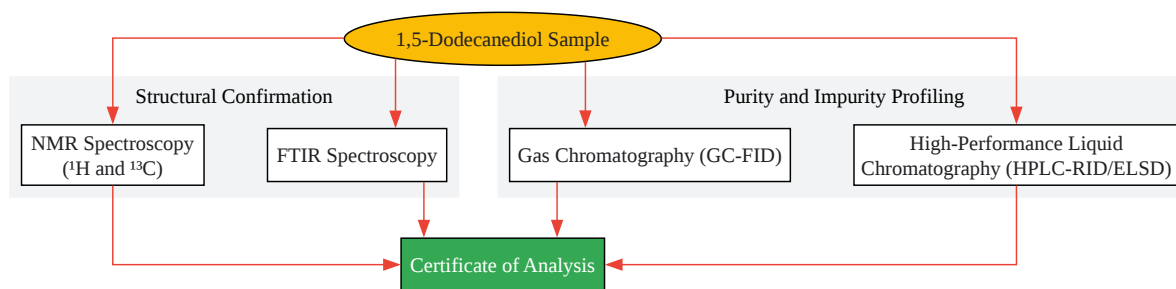 1,5-Dodecanediol Sample
Structural Confirmation
Purity and Impurity Profiling
NMR Spectroscopy
(¹H and ¹³C)
FTIR Spectroscopy
Gas Chromatography (GC-FID)
High-Performance Liquid
Chromatography (HPLC-RID/ELSD)
Certificate of Analysis